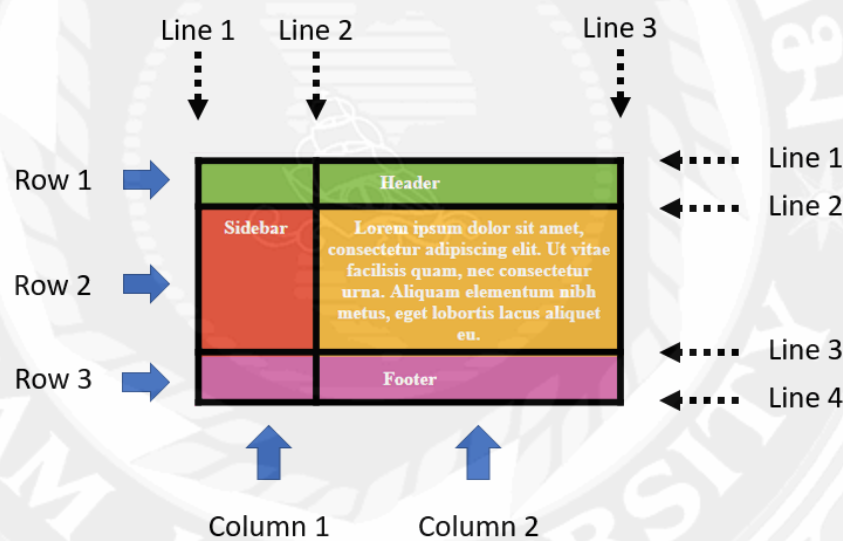 Line 1 Line 2 Line 3
Line 1
Row 1
Header
Line 2
Sidebar
Lorem ipsum dolor sit amet,
consectetur adipiscing elit. Ut vitae
facilisis quam, nec consectetur
urna. Aliquam elementum nibh
metus, eget lobortis lacus aliquet
eu.
Row 2
Line 3
Row 3
Footer
Line 4
Column 1 Column 2